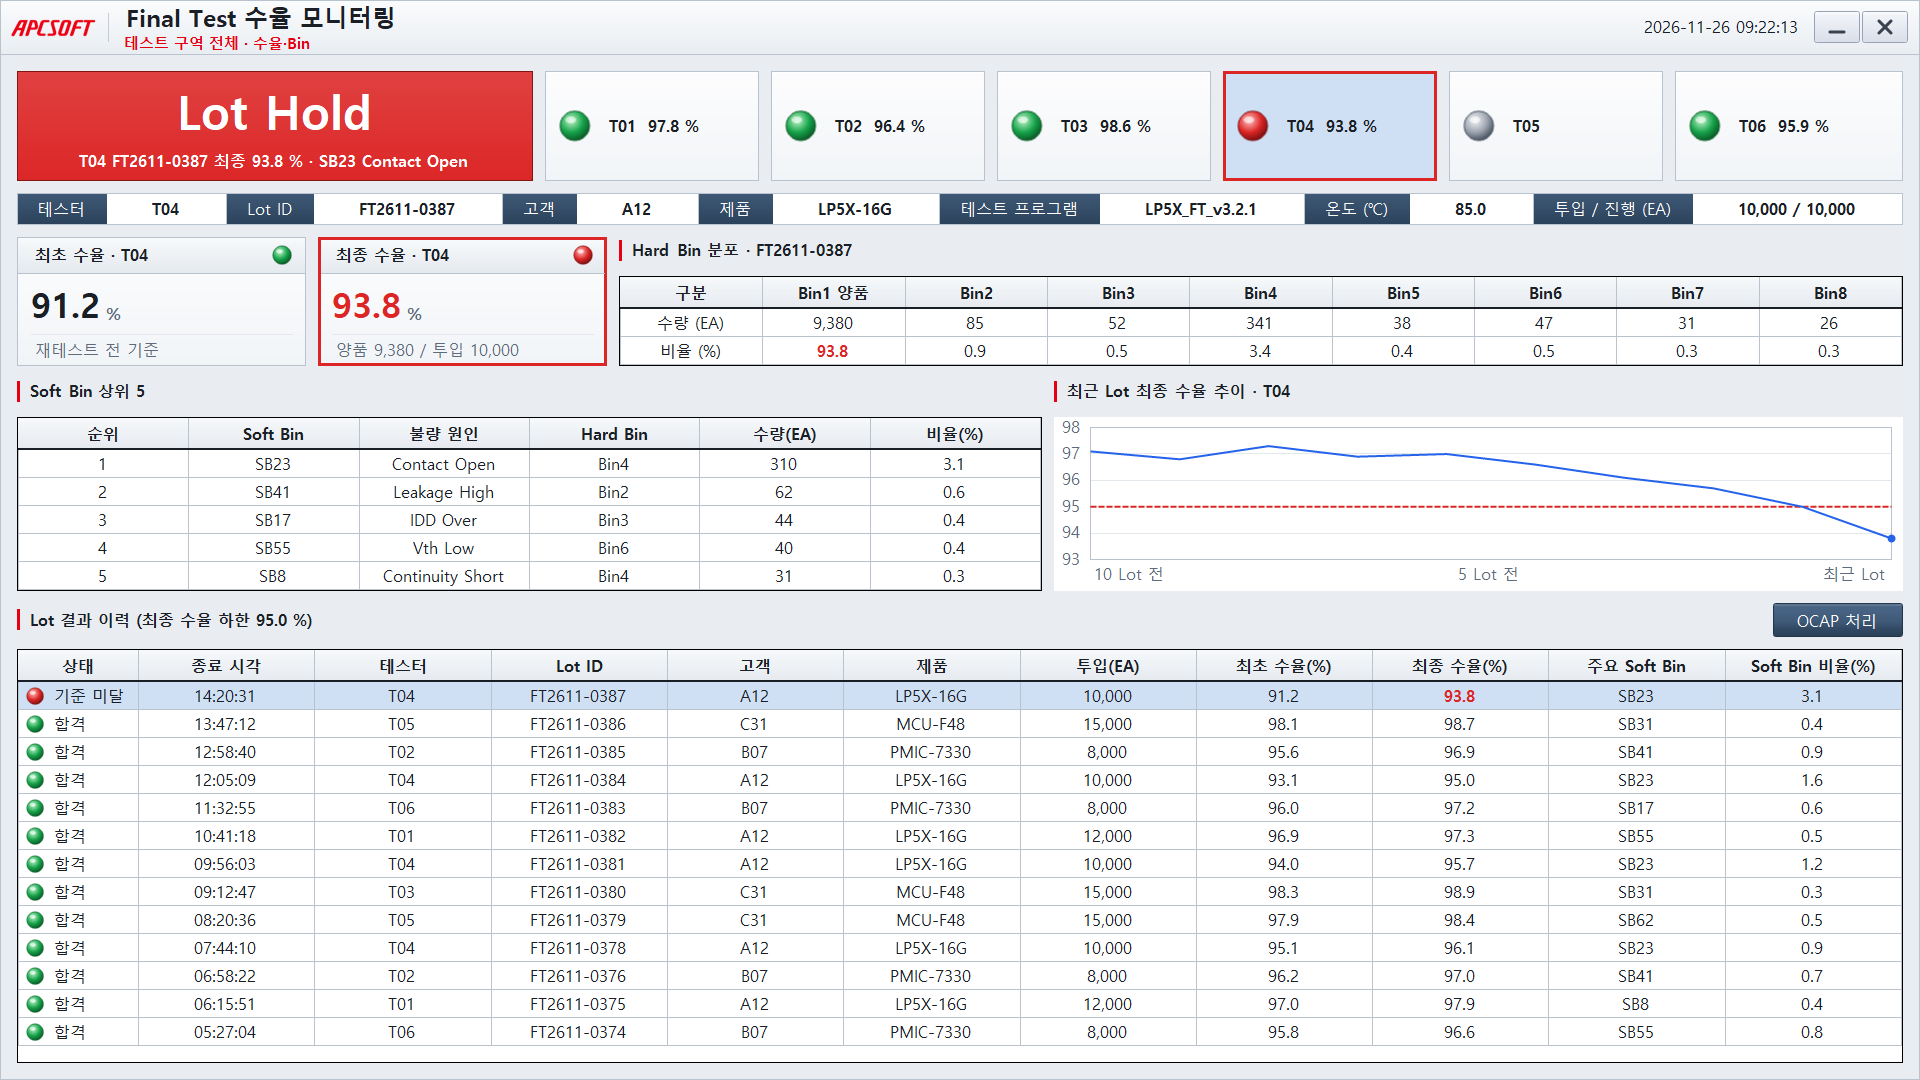 APCSOFT
Final Test 수율 모니터링
테스트 구역 전체 · 수율·Bin
2026-11-26 09:22:13
Lot Hold
T04 FT2611-0387 최종 93.8 % · SB23 Contact Open
T01 97.8 %
T02 96.4 %
T03 98.6 %
T04 93.8 %
T05
T06 95.9 %
테스터 T04 Lot ID FT2611-0387 고객 A12 제품 LP5X-16G 테스트 프로그램 LP5X_FT_v3.2.1 온도 (℃) 85.0 투입 / 진행 (EA) 10,000 / 10,000
최초 수율 · T04
91.2 %
재테스트 전 기준
최종 수율 · T04
93.8 %
양품 9,380 / 투입 10,000
Hard Bin 분포 · FT2611-0387
구분 Bin1 양품 Bin2 Bin3 Bin4 Bin5 Bin6 Bin7 Bin8
수량 (EA) 9,380 85 52 341 38 47 31 26
비율 (%) 93.8 0.9 0.5 3.4 0.4 0.5 0.3 0.3
Soft Bin 상위 5
순위 Soft Bin 불량 원인 Hard Bin 수량(EA) 비율(%)
1 SB23 Contact Open Bin4 310 3.1
2 SB41 Leakage High Bin2 62 0.6
3 SB17 IDD Over Bin3 44 0.4
4 SB55 Vth Low Bin6 40 0.4
5 SB8 Continuity Short Bin4 31 0.3
최근 Lot 최종 수율 추이 · T04
98
97
96
95
94
93
10 Lot 전 5 Lot 전 최근 Lot
Lot 결과 이력 (최종 수율 하한 95.0 %)
OCAP 처리
상태 종료 시각 테스터 Lot ID 고객 제품 투입(EA) 최초 수율(%) 최종 수율(%) 주요 Soft Bin Soft Bin 비율(%)
기준 미달 14:20:31 T04 FT2611-0387 A12 LP5X-16G 10,000 91.2 93.8 SB23 3.1
합격 13:47:12 T05 FT2611-0386 C31 MCU-F48 15,000 98.1 98.7 SB31 0.4
합격 12:58:40 T02 FT2611-0385 B07 PMIC-7330 8,000 95.6 96.9 SB41 0.9
합격 12:05:09 T04 FT2611-0384 A12 LP5X-16G 10,000 93.1 95.0 SB23 1.6
합격 11:32:55 T06 FT2611-0383 B07 PMIC-7330 8,000 96.0 97.2 SB17 0.6
합격 10:41:18 T01 FT2611-0382 A12 LP5X-16G 12,000 96.9 97.3 SB55 0.5
합격 09:56:03 T04 FT2611-0381 A12 LP5X-16G 10,000 94.0 95.7 SB23 1.2
합격 09:12:47 T03 FT2611-0380 C31 MCU-F48 15,000 98.3 98.9 SB31 0.3
합격 08:20:36 T05 FT2611-0379 C31 MCU-F48 15,000 97.9 98.4 SB62 0.5
합격 07:44:10 T04 FT2611-0378 A12 LP5X-16G 10,000 95.1 96.1 SB23 0.9
합격 06:58:22 T02 FT2611-0376 B07 PMIC-7330 8,000 96.2 97.0 SB41 0.7
합격 06:15:51 T01 FT2611-0375 A12 LP5X-16G 12,000 97.0 97.9 SB8 0.4
합격 05:27:04 T06 FT2611-0374 B07 PMIC-7330 8,000 95.8 96.6 SB55 0.8